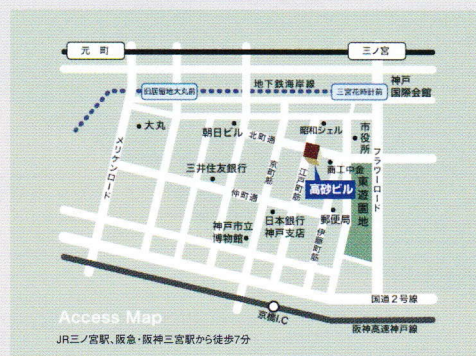 元 町
三ノ宮
地下鉄海岸線
旧居留地大丸前
三宮花時計前
神戸
国際会館
大丸
朝日ビル
昭和シェル
市役所
北町通
メリケンロード
三井住友銀行
京町筋
江戸町筋
商工中金
フラワーロード
東遊園地
高砂ビル
仲町通
日本銀行
神戸支店
郵便局
神戸市立
博物館
伊藤町筋
国道2号線
京橋I.C
阪神高速神戸線
Access Map
JR三ノ宮駅、阪急・阪神三宮駅から徒歩7分